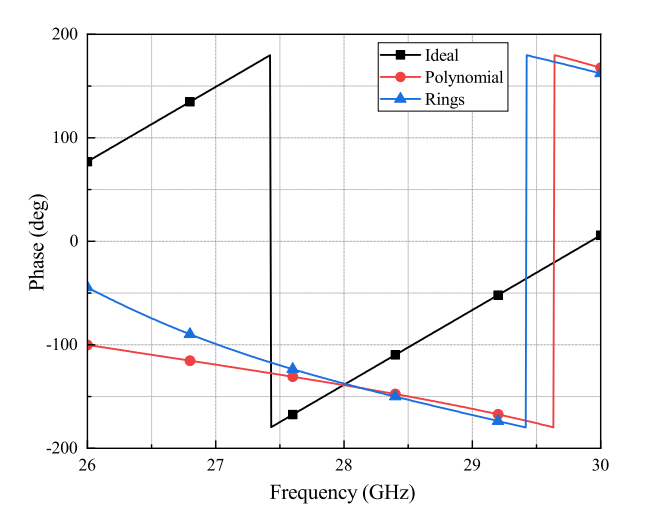 200
100
0
-100
-200
26
27
28
29
30
Phase (deg)
Frequency (GHz)
Ideal
Polynomial
Rings